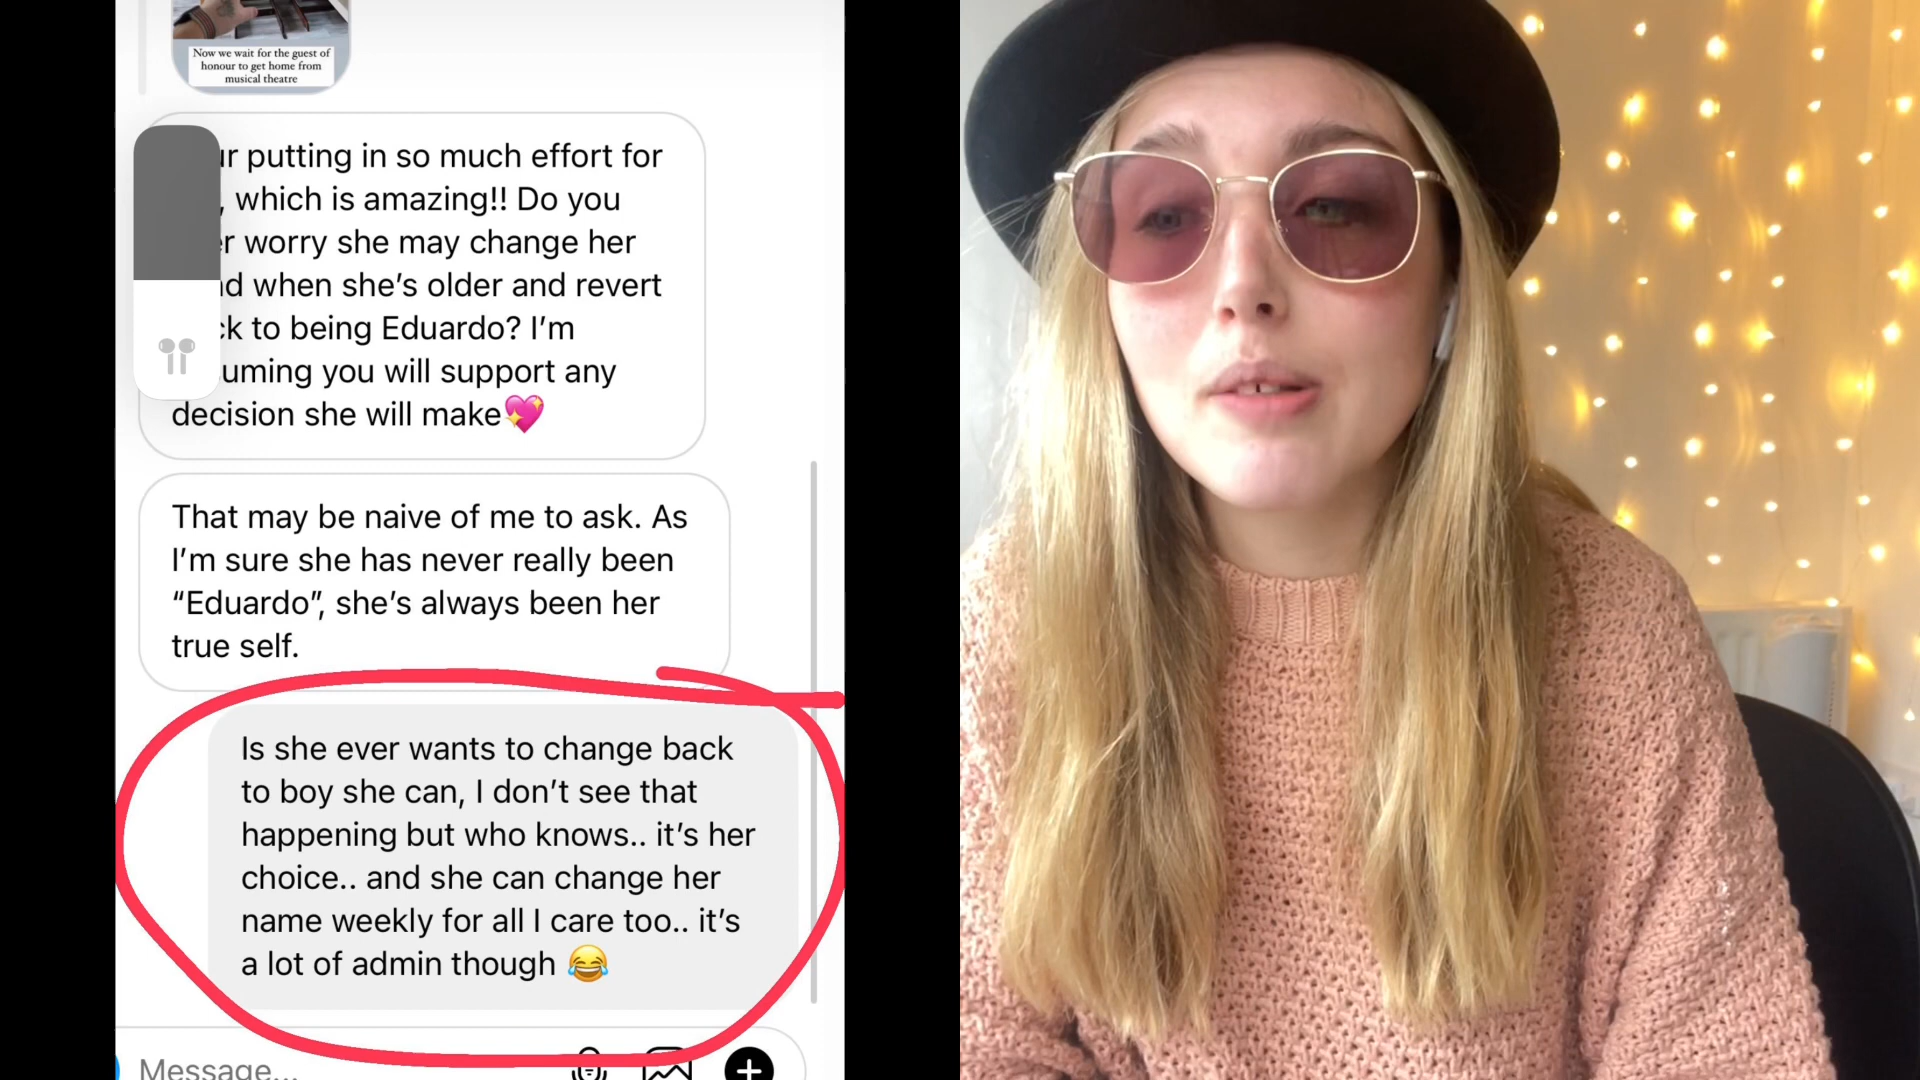 Now we wait for the guest of
honour to get home from
musical theatre
putting in so much effort for
which is amazing!! Do you
worry she may change her
when she's older and revert
to being Eduardo? I'm
you will support any
decision she will make💖
That may be naive of me to ask. As
I'm sure she has never really been
“Eduardo”, she's always been her
true self.
Is she ever wants to change back
to boy she can, I don't see that
happening but who knows.. it's her
choice.. and she can change her
name weekly for all I care too.. it's
a lot of admin though 😂
Message...